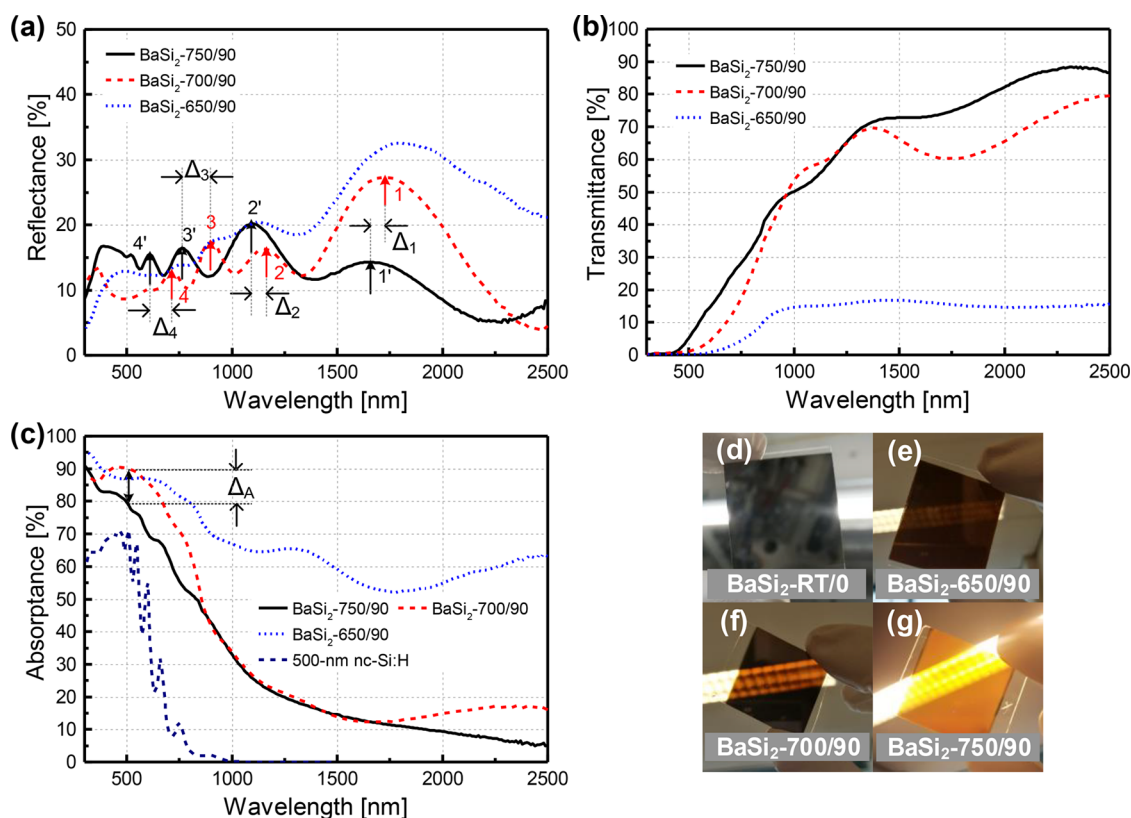 (a)
50
40
30
20
10
0
Reflectance [%]
BaSi₂-750/90
BaSi₂-700/90
BaSi₂-650/90
Δ₃
4'
3'
3
2'
1
4
2
1'
Δ₄
Δ₂
Δ₁
500 1000 1500 2000 2500
Wavelength [nm]
(b)
100
90
80
70
60
50
40
30
20
10
0
Transmittance [%]
BaSi₂-750/90
BaSi₂-700/90
BaSi₂-650/90
500 1000 1500 2000 2500
Wavelength [nm]
(c)
100
90
80
70
60
50
40
30
20
10
0
Absorptance [%]
Δ_A
BaSi₂-750/90 BaSi₂-700/90
BaSi₂-650/90
500-nm nc-Si:H
500 1000 1500 2000 2500
Wavelength [nm]
(d)
BaSi₂-RT/0
(e)
BaSi₂-650/90
(f)
BaSi₂-700/90
(g)
BaSi₂-750/90